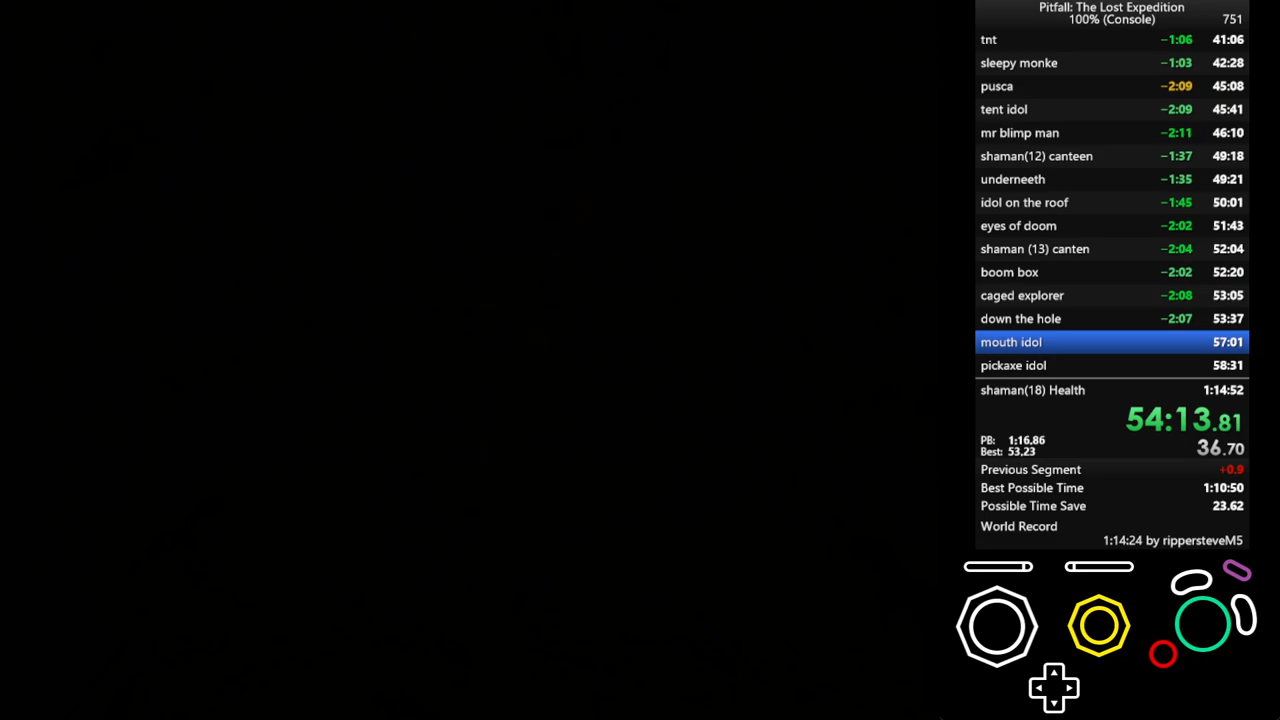 Pitfall: The Lost Expedition
100% (Console) 751
tnt -1:06 41:06
sleepy monke -1:03 42:28
pusca -2:09 45:08
tent idol -2:09 45:41
mr blimp man -2:11 46:10
shaman(12) canteen -1:37 49:18
underneeth -1:35 49:21
idol on the roof -1:45 50:01
eyes of doom -2:02 51:43
shaman (13) canten -2:04 52:04
boom box -2:02 52:20
caged explorer -2:08 53:05
down the hole -2:07 53:37
mouth idol 57:01
pickaxe idol 58:31
shaman(18) Health 1:14:52
54:13.81
PB: 1:16,86
Best: 53,23 36.70
Previous Segment +0.9
Best Possible Time 1:10:50
Possible Time Save 23.62
World Record
1:14:24 by rippersteveM5